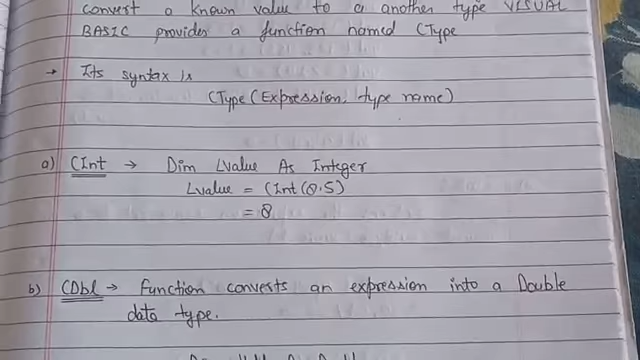 convert a known value to a another type VISUAL
BASIC provides a function named CType
→ Its syntax is
CType (Expression, type name)
a) CInt → Dim Lvalue As Integer
Lvalue = CInt (8.5)
= 8
b) CDbl → Function converts an expression into a Double
data type.